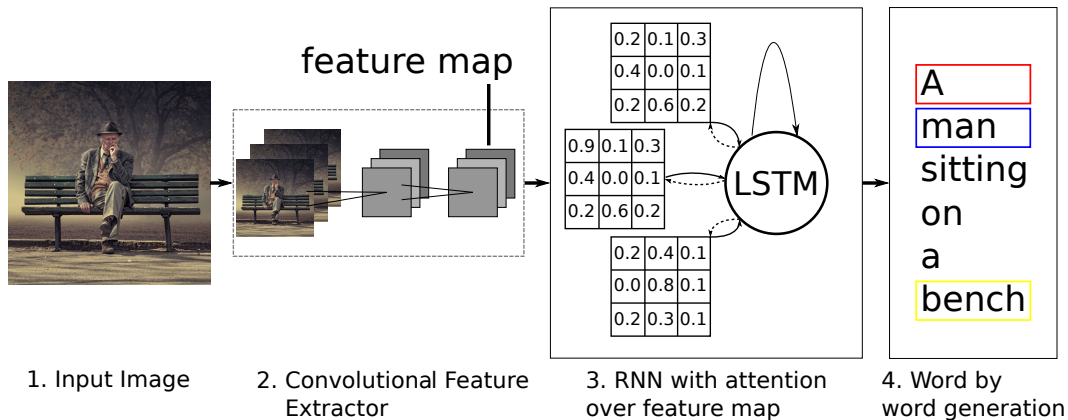 feature map
0.2 0.1 0.3
0.4 0.0 0.1
0.2 0.6 0.2
0.9 0.1 0.3
0.4 0.0 0.1
0.2 0.6 0.2
0.2 0.4 0.1
0.0 0.8 0.1
0.2 0.3 0.1
LSTM
A
man
sitting
on
a
bench
1. Input Image
2. Convolutional Feature
Extractor
3. RNN with attention
over feature map
4. Word by
word generation